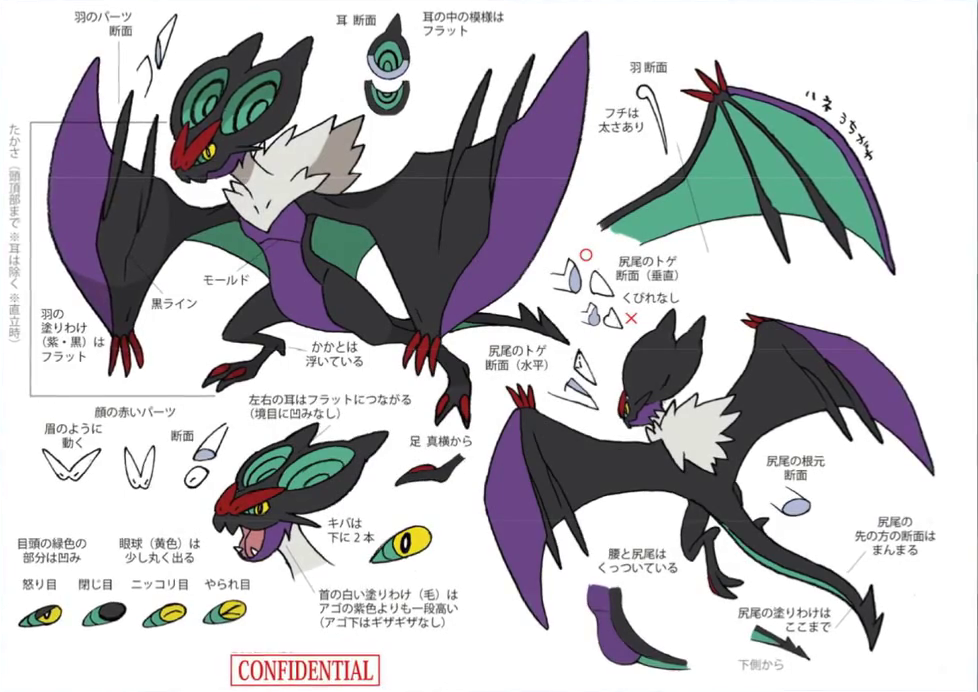 羽のパーツ
断面
耳 断面
耳の中の模様は
フラット
羽 断面
フチは
太さあり
ハネうちがわ
たかさ（頭頂部まで ※耳は除く ※直立時）
モールド
黒ライン
羽の
塗りわけ
（紫・黒）は
フラット
かかとは
浮いている
尻尾のトゲ
断面（垂直）
くびれなし
尻尾のトゲ
断面（水平）
顔の赤いパーツ
眉のように
動く
断面
左右の耳はフラットにつながる
（境目に凹みなし）
足 真横から
キバは
下に2本
尻尾の根元
断面
尻尾の
先の方の断面は
まんまる
目頭の緑色の
部分は凹み
眼球（黄色）は
少し丸く出る
怒り目
閉じ目
ニッコリ目
やられ目
首の白い塗りわけ（毛）は
アゴの紫色よりも一段高い
（アゴ下はギザギザなし）
腰と尻尾は
くっついている
尻尾の塗りわけは
ここまで
下側から
CONFIDENTIAL